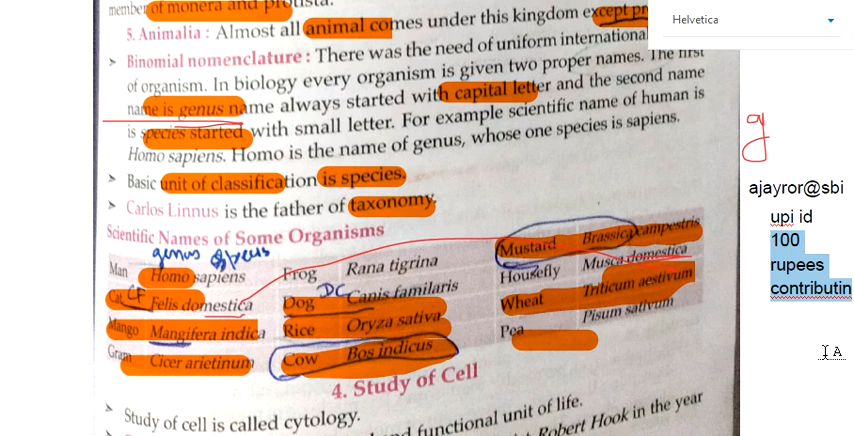 member of monera and protista.
5. Animalia : Almost all animal comes under this kingdom except pr
➤ Binomial nomenclature : There was the need of uniform international
of organism. In biology every organism is given two proper names. The first
name is genus name always started with capital letter and the second name
is species started with small letter. For example scientific name of human is
Homo sapiens. Homo is the name of genus, whose one species is sapiens.
➤ Basic unit of classification is species.
➤ Carlos Linnus is the father of taxonomy.
Scientific Names of Some Organisms
genus
Man Homo sapiens Frog Rana tigrina Mustard Brassica campestris
CF DC
Cat Felis domestica Dog Canis familaris Housefly Musca domestica
Mango Mangifera indica Rice Oryza sativa Wheat Triticum aestivum
Gram Cicer arietinum Cow Bos indicus Pea Pisum sativum
4. Study of Cell
➤ Study of cell is called cytology.
functional unit of life.
Robert Hook in the year
Helvetica
g
ajayror@sbi
upi id
100
rupees
contributin
A